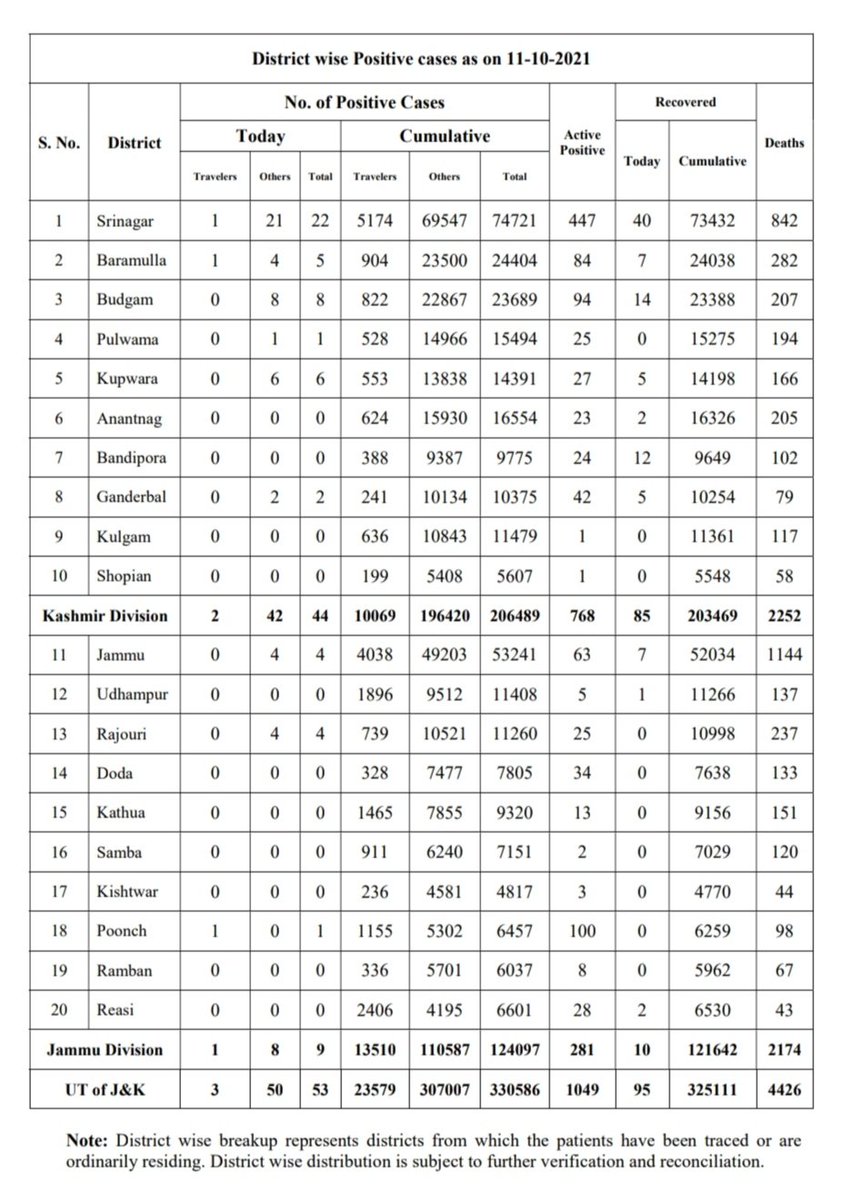 District wise Positive cases as on 11-10-2021
S. No. District No. of Positive Cases Active Positive Recovered Deaths
Today Cumulative Today Cumulative
Travelers Others Total Travelers Others Total
1 Srinagar 1 21 22 5174 69547 74721 447 40 73432 842
2 Baramulla 1 4 5 904 23500 24404 84 7 24038 282
3 Budgam 0 8 8 822 22867 23689 94 14 23388 207
4 Pulwama 0 1 1 528 14966 15494 25 0 15275 194
5 Kupwara 0 6 6 553 13838 14391 27 5 14198 166
6 Anantnag 0 0 0 624 15930 16554 23 2 16326 205
7 Bandipora 0 0 0 388 9387 9775 24 12 9649 102
8 Ganderbal 0 2 2 241 10134 10375 42 5 10254 79
9 Kulgam 0 0 0 636 10843 11479 1 0 11361 117
10 Shopian 0 0 0 199 5408 5607 1 0 5548 58
Kashmir Division 2 42 44 10069 196420 206489 768 85 203469 2252
11 Jammu 0 4 4 4038 49203 53241 63 7 52034 1144
12 Udhampur 0 0 0 1896 9512 11408 5 1 11266 137
13 Rajouri 0 4 4 739 10521 11260 25 0 10998 237
14 Doda 0 0 0 328 7477 7805 34 0 7638 133
15 Kathua 0 0 0 1465 7855 9320 13 0 9156 151
16 Samba 0 0 0 911 6240 7151 2 0 7029 120
17 Kishtwar 0 0 0 236 4581 4817 3 0 4770 44
18 Poonch 1 0 1 1155 5302 6457 100 0 6259 98
19 Ramban 0 0 0 336 5701 6037 8 0 5962 67
20 Reasi 0 0 0 2406 4195 6601 28 2 6530 43
Jammu Division 1 8 9 13510 110587 124097 281 10 121642 2174
UT of J&K 3 50 53 23579 307007 330586 1049 95 325111 4426
Note: District wise breakup represents districts from which the patients have been traced or are
ordinarily residing. District wise distribution is subject to further verification and reconciliation.